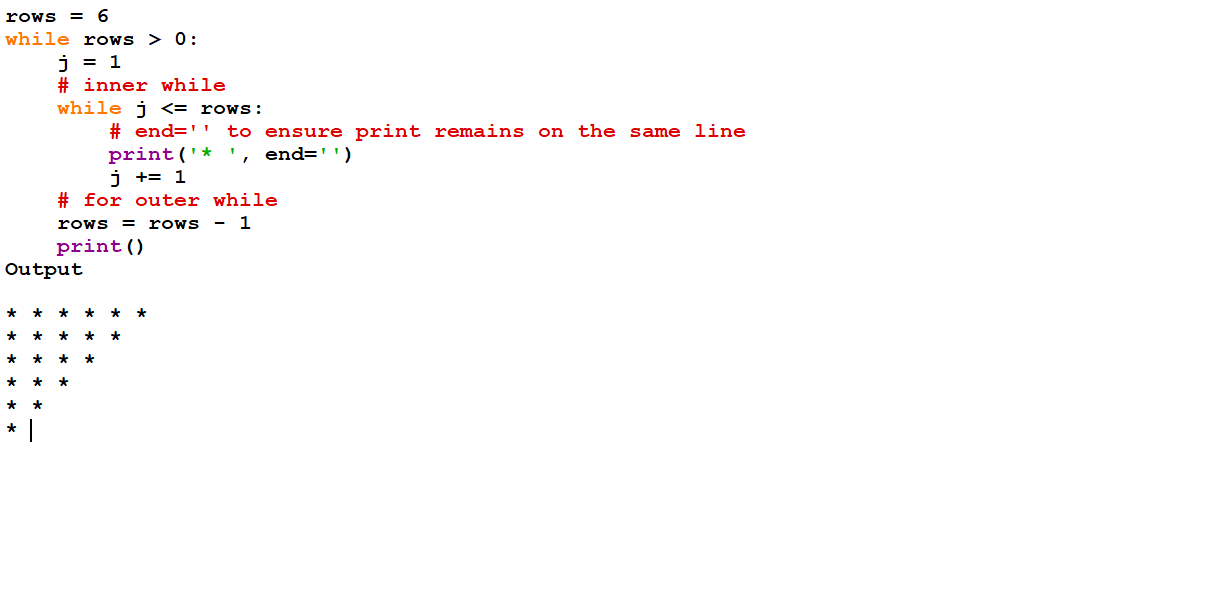 rows = 6
while rows > 0:
    j = 1
    # inner while
    while j <= rows:
        # end='' to ensure print remains on the same line
        print('* ', end='')
        j += 1
    # for outer while
    rows = rows - 1
    print()
Output

* * * * * *
* * * * *
* * * *
* * *
* *
*